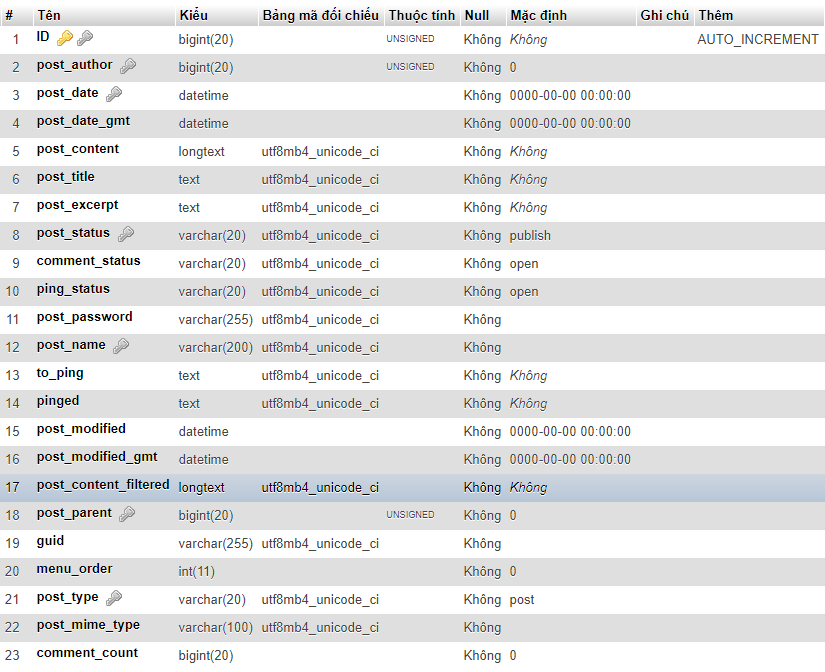 # Tên Kiểu Bảng mã đối chiếu Thuộc tính Null Mặc định Ghi chú Thêm
1 ID bigint(20) UNSIGNED Không Không AUTO_INCREMENT
2 post_author bigint(20) UNSIGNED Không 0
3 post_date datetime Không 0000-00-00 00:00:00
4 post_date_gmt datetime Không 0000-00-00 00:00:00
5 post_content longtext utf8mb4_unicode_ci Không Không
6 post_title text utf8mb4_unicode_ci Không Không
7 post_excerpt text utf8mb4_unicode_ci Không Không
8 post_status varchar(20) utf8mb4_unicode_ci Không publish
9 comment_status varchar(20) utf8mb4_unicode_ci Không open
10 ping_status varchar(20) utf8mb4_unicode_ci Không open
11 post_password varchar(255) utf8mb4_unicode_ci Không
12 post_name varchar(200) utf8mb4_unicode_ci Không
13 to_ping text utf8mb4_unicode_ci Không Không
14 pinged text utf8mb4_unicode_ci Không Không
15 post_modified datetime Không 0000-00-00 00:00:00
16 post_modified_gmt datetime Không 0000-00-00 00:00:00
17 post_content_filtered longtext utf8mb4_unicode_ci Không Không
18 post_parent bigint(20) UNSIGNED Không 0
19 guid varchar(255) utf8mb4_unicode_ci Không
20 menu_order int(11) Không 0
21 post_type varchar(20) utf8mb4_unicode_ci Không post
22 post_mime_type varchar(100) utf8mb4_unicode_ci Không
23 comment_count bigint(20) Không 0